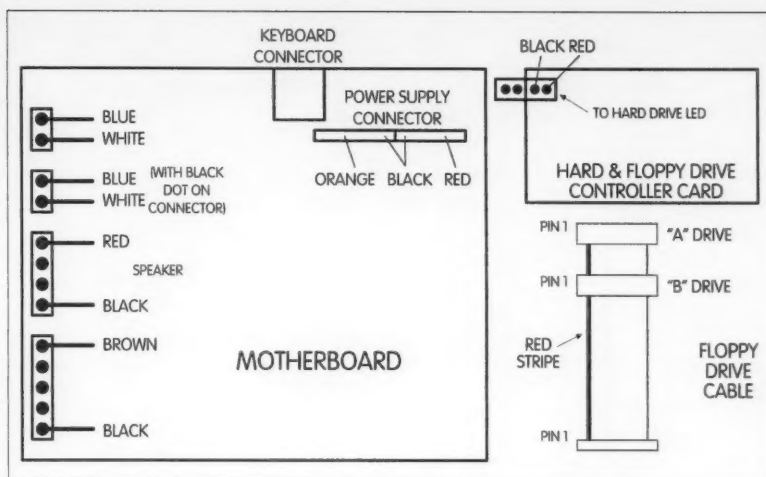 KEYBOARD
CONNECTOR
BLUE
WHITE
BLUE
WHITE
(WITH BLACK
DOT ON
CONNECTOR)
RED
SPEAKER
BLACK
BROWN
BLACK
POWER SUPPLY
CONNECTOR
ORANGE BLACK RED
MOTHERBOARD
BLACK RED
TO HARD DRIVE LED
HARD & FLOPPY DRIVE
CONTROLLER CARD
PIN 1
"A" DRIVE
PIN 1
"B" DRIVE
RED
STRIPE
FLOPPY
DRIVE
CABLE
PIN 1